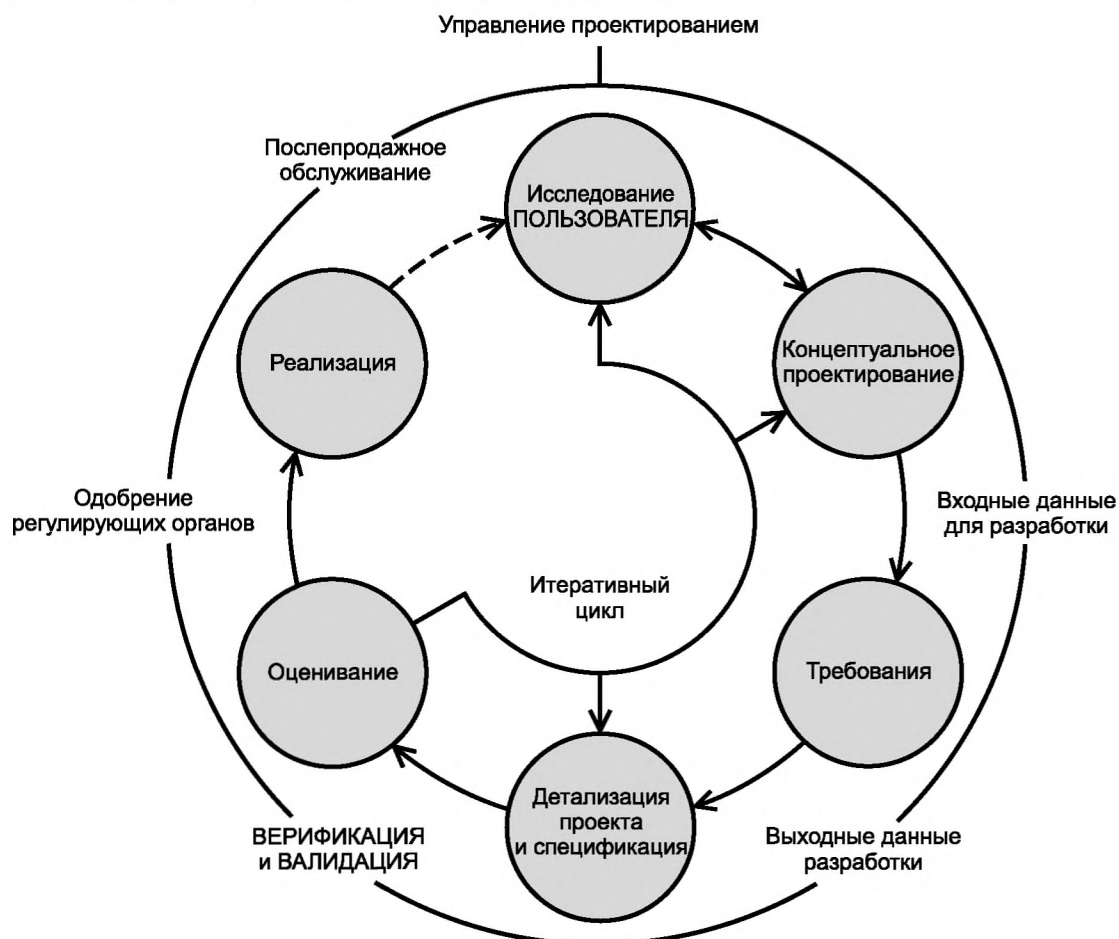 Управление проектированием
Послепродажное
обслуживание
Исследование
ПОЛЬЗОВАТЕЛЯ
Реализация
Концептуальное
проектирование
Одобрение
регулирующих органов
Входные данные
для разработки
Итеративный
цикл
Оценивание
Требования
Детализация
проекта
и спецификация
ВЕРИФИКАЦИЯ
и ВАЛИДАЦИЯ
Выходные данные
разработки